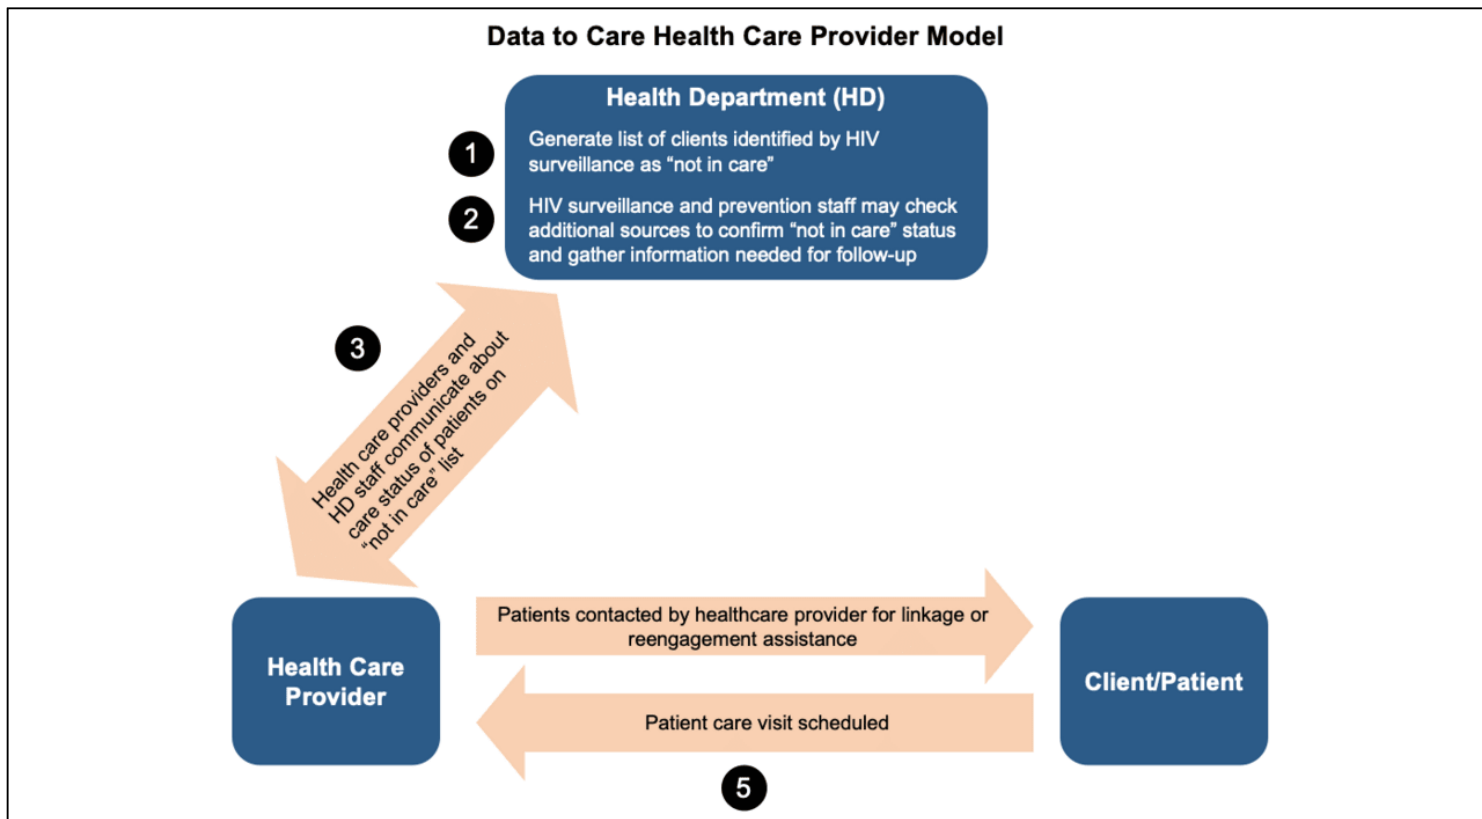 Data to Care Health Care Provider Model
Health Department (HD)
1
Generate list of clients identified by HIV
surveillance as “not in care”
2
HIV surveillance and prevention staff may check
additional sources to confirm “not in care” status
and gather information needed for follow-up
3
Health care providers and
HD staff communicate about
care status of patients on
“not in care” list
Health Care
Provider
Patients contacted by healthcare provider for linkage or
reengagement assistance
Client/Patient
Patient care visit scheduled
5